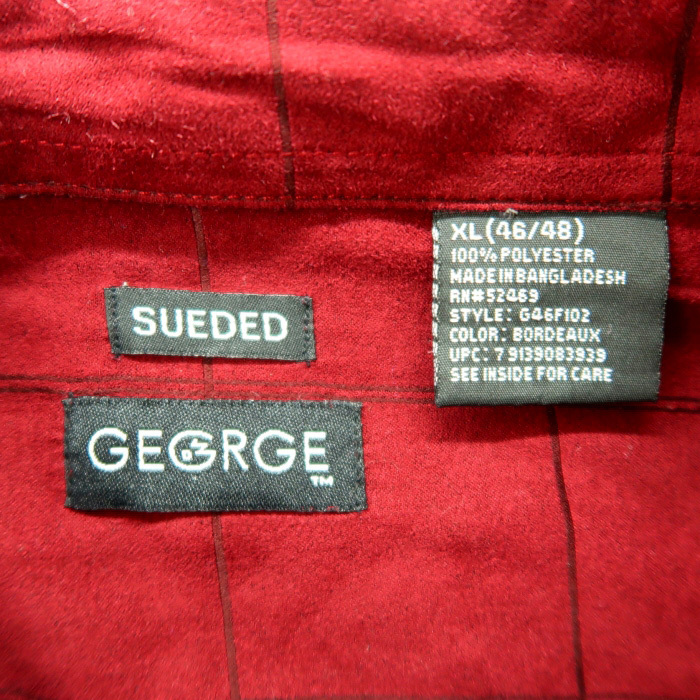 SUEDED
GEORGE™
XL(46/48)
100% POLYESTER
MADE IN BANGLADESH
RN#52469
STYLE: G46F102
COLOR: BORDEAUX
UPC: 7 9139083939
SEE INSIDE FOR CARE